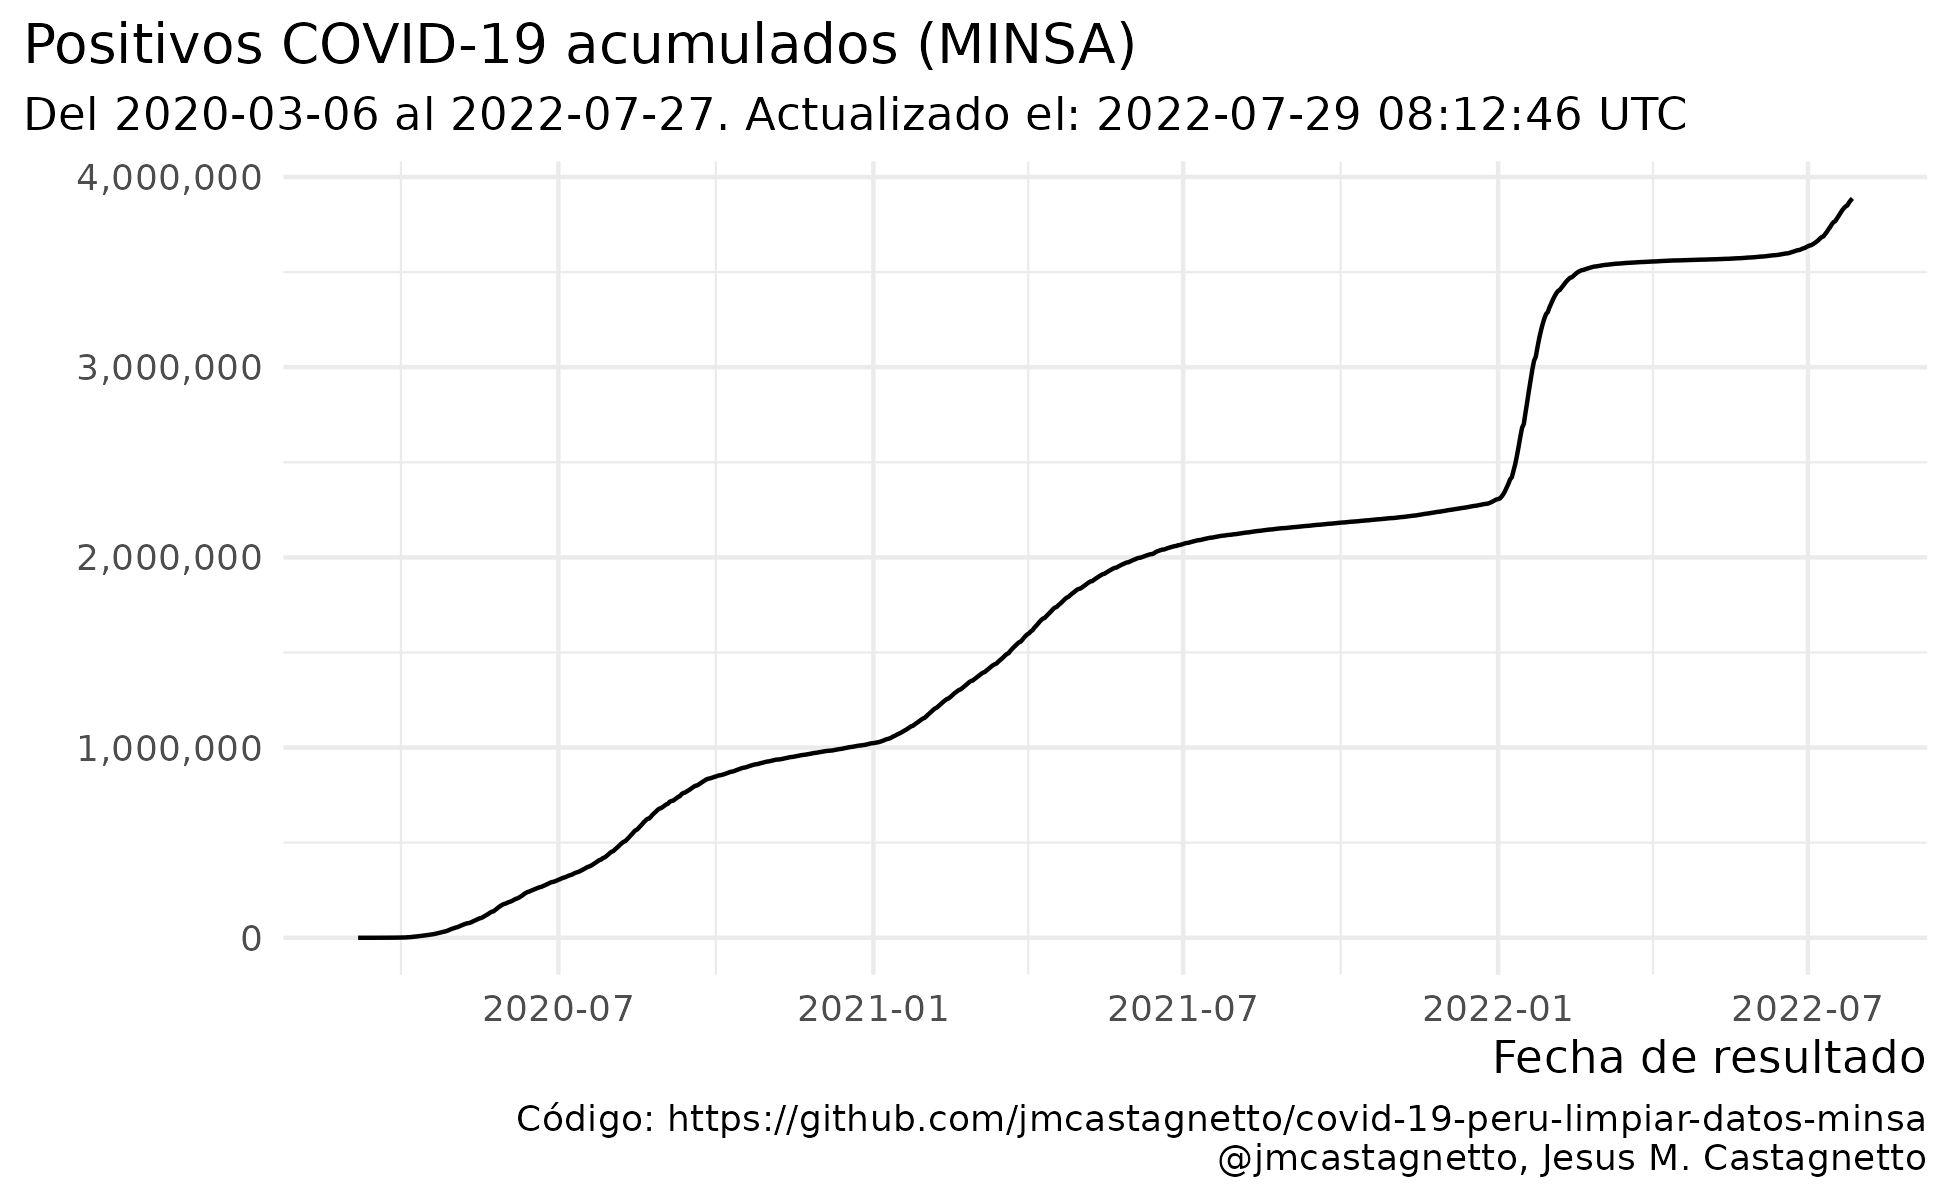 Positivos COVID-19 acumulados (MINSA)
Del 2020-03-06 al 2022-07-27. Actualizado el: 2022-07-29 08:12:46 UTC
4,000,000
3,000,000
2,000,000
1,000,000
0
2020-07 2021-01 2021-07 2022-01 2022-07
Fecha de resultado
Código: https://github.com/jmcastagnetto/covid-19-peru-limpiar-datos-minsa
@jmcastagnetto, Jesus M. Castagnetto